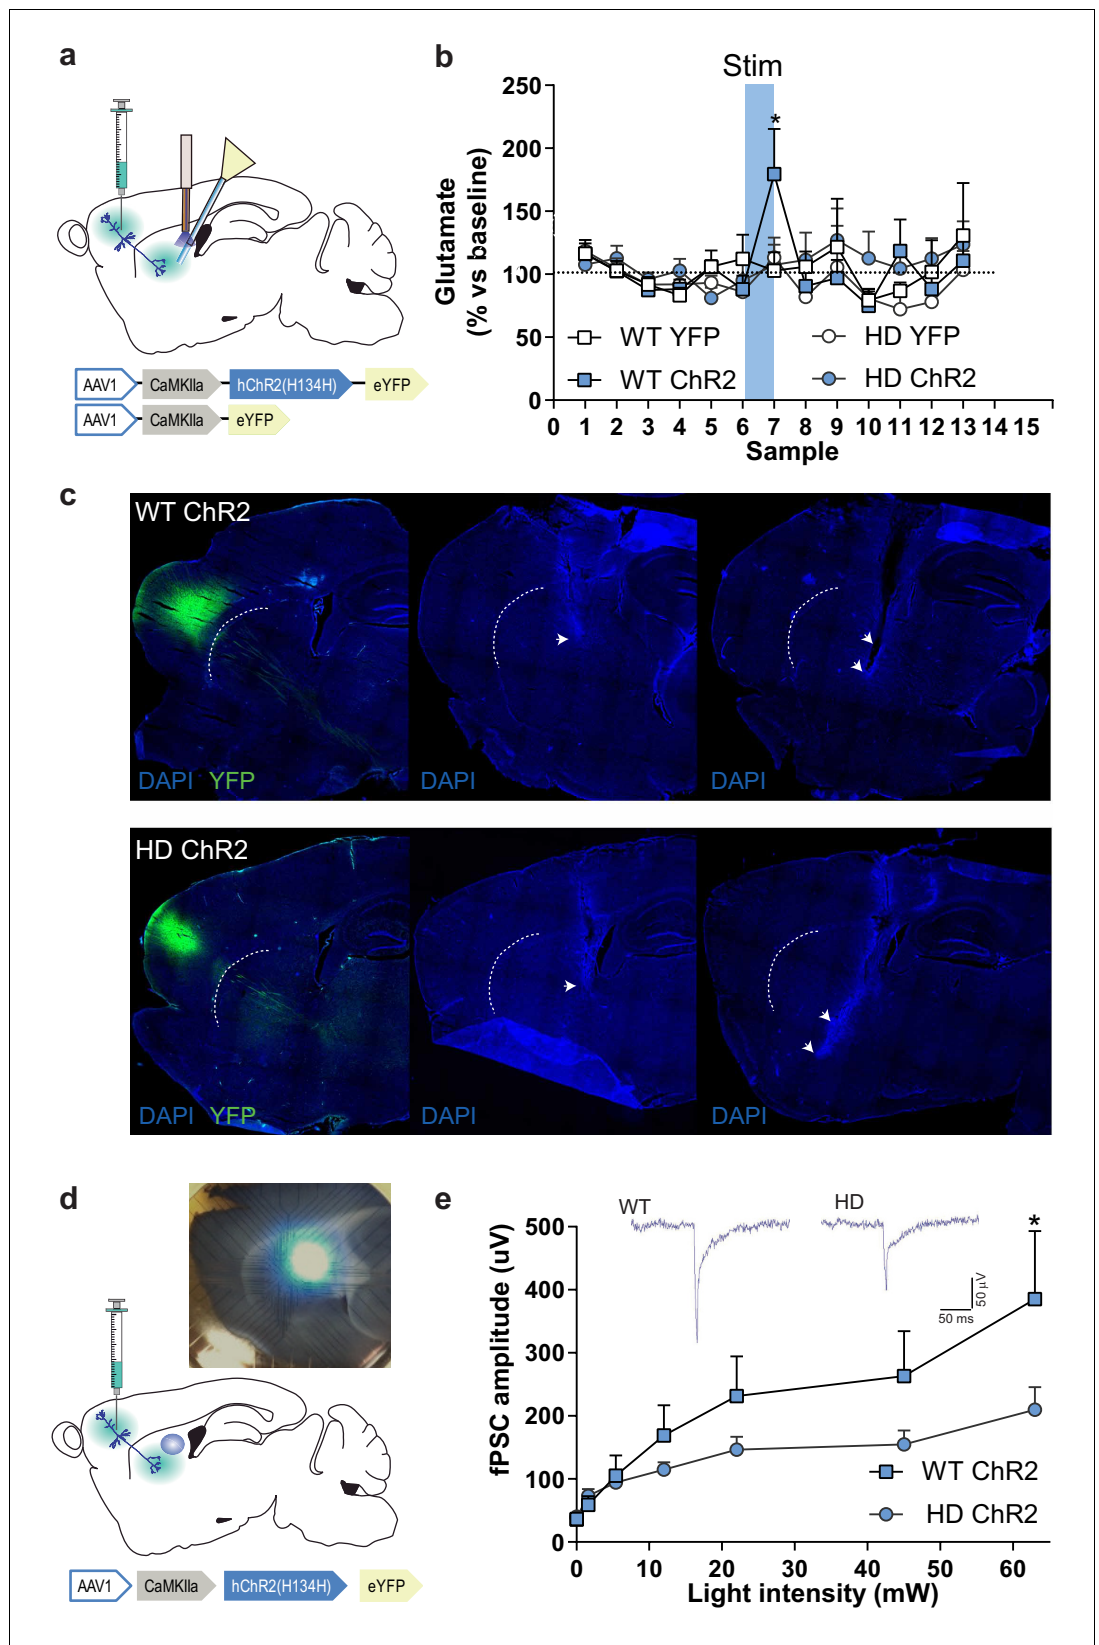 a
AAV1 CaMKIIa hChR2(H134H) eYFP
AAV1 CaMKIIa eYFP
b
Stim
*
250
200
150
100
50
0
Glutamate
(% vs baseline)
WT YFP
HD YFP
WT ChR2
HD ChR2
0 1 2 3 4 5 6 7 8 9 10 11 12 13 14 15
Sample
c
WT ChR2
DAPI YFP
DAPI
DAPI
HD ChR2
DAPI YFP
DAPI
DAPI
d
AAV1 CaMKIIa hChR2(H134H) eYFP
e
WT
HD
*
50 µV
50 ms
500
400
300
200
100
0
fPSC amplitude (uV)
WT ChR2
HD ChR2
0 10 20 30 40 50 60
Light intensity (mW)